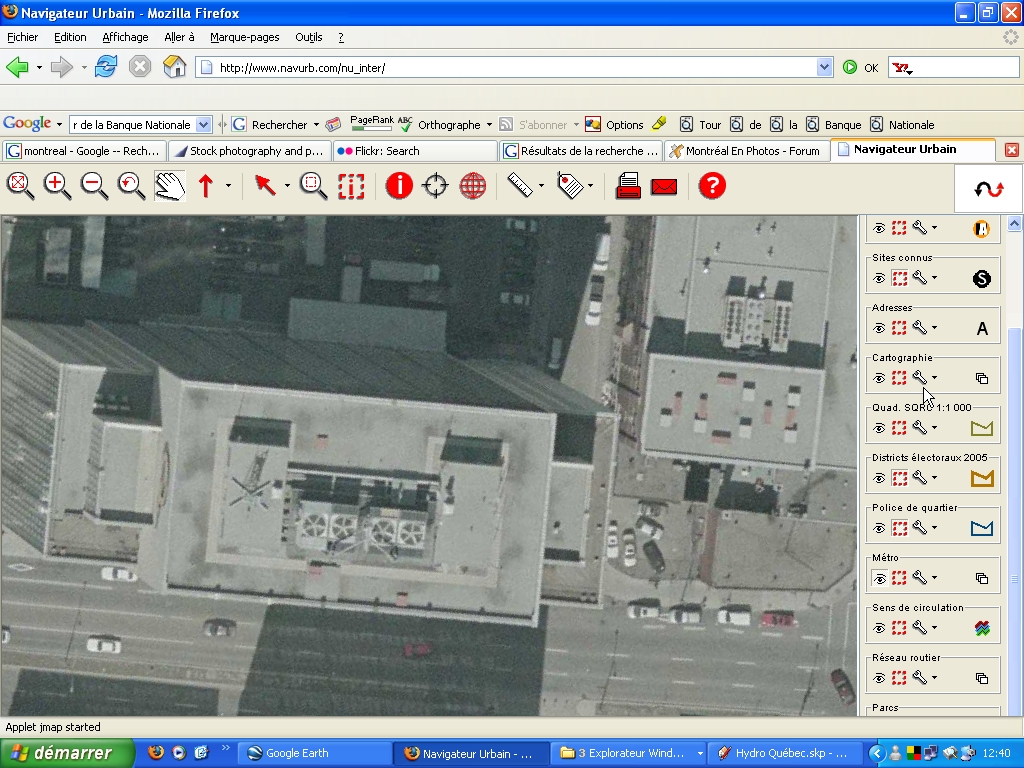 Navigateur Urbain - Mozilla Firefox
Fichier Edition Affichage Aller à Marque-pages Outils ?
http://www.navurb.com/nu_inter/ OK Y!
Google r de la Banque Nationale G Rechercher PageRank ABC Orthographe S'abonner Options Tour de la Banque Nationale
G montreal - Google -- Rech... Stock photography and p... Flickr: Search G Résultats de la recherche ... Montréal En Photos - Forum Navigateur Urbain
i ?
Sites connus
S
Adresses
A
Cartographie
Quad. SQRC 1:1 000
Districts électoraux 2005
Police de quartier
Métro
Sens de circulation
Réseau routier
Parcs
Applet jmap started
démarrer » Google Earth Navigateur Urbain - ... 3 Explorateur Wind... Hydro Québec.skp - ... 12:40